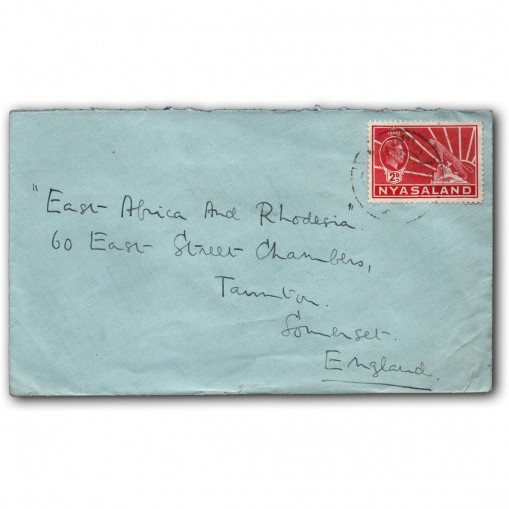 2D
NYASALAND
"East Africa And Rhodesia"
60 East Street Chambers,
Taunton.
Somerset.
England.